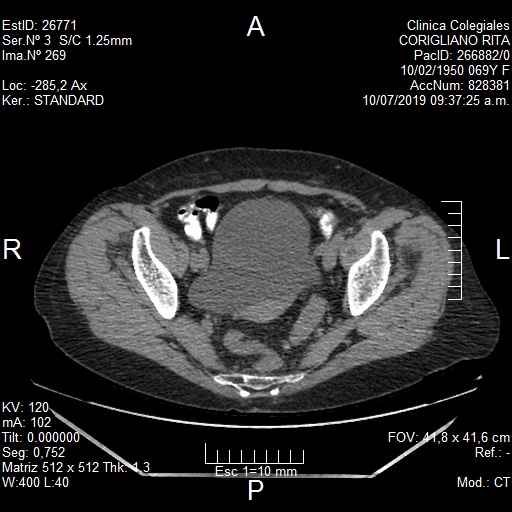 EstID: 26771
Ser.Nº 3 S/C 1.25mm
Ima.Nº 269
Loc: -285,2 Ax
Ker.: STANDARD
A
Clinica Colegiales
CORIGLIANO RITA
PacID: 266882/0
10/02/1950 069Y F
AccNum: 828381
10/07/2019 09:37:25 a.m.
R
L
KV: 120
mA: 102
Tilt: 0.000000
Seg: 0,752
Matriz 512 x 512 Thk: 1.3
W:400 L:40
Esc 1=10 mm
P
FOV: 41,8 x 41,6 cm
Ref.: -
Mod.: CT